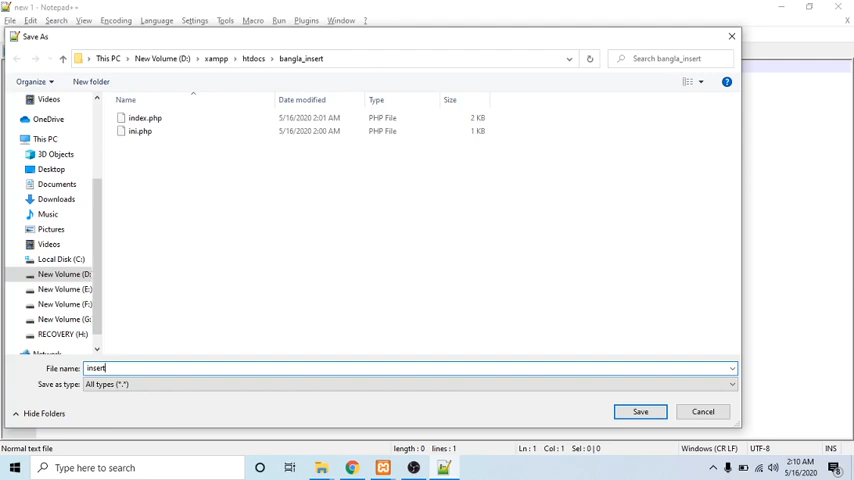 new 1 - Notepad++
File Edit Search View Encoding Language Settings Tools Macro Run Plugins Window ?
Save As
This PC > New Volume (D:) > xampp > htdocs > bangla_insert
Search bangla_insert
Organize New folder
Name Date modified Type Size
Videos
index.php 5/16/2020 2:01 AM PHP File 2 KB
OneDrive
ini.php 5/16/2020 2:00 AM PHP File 1 KB
This PC
3D Objects
Desktop
Documents
Downloads
Music
Pictures
Videos
Local Disk (C:)
New Volume (D:
New Volume (E:)
New Volume (F:)
New Volume (G:
RECOVERY (H:)
Network
File name: insert
Save as type: All types (*.*)
Hide Folders Save Cancel
Normal text file length : 0 lines : 1 Ln : 1 Col : 1 Sel : 0 | 0 Windows (CR LF) UTF-8 INS
Type here to search
2:10 AM
5/16/2020
8